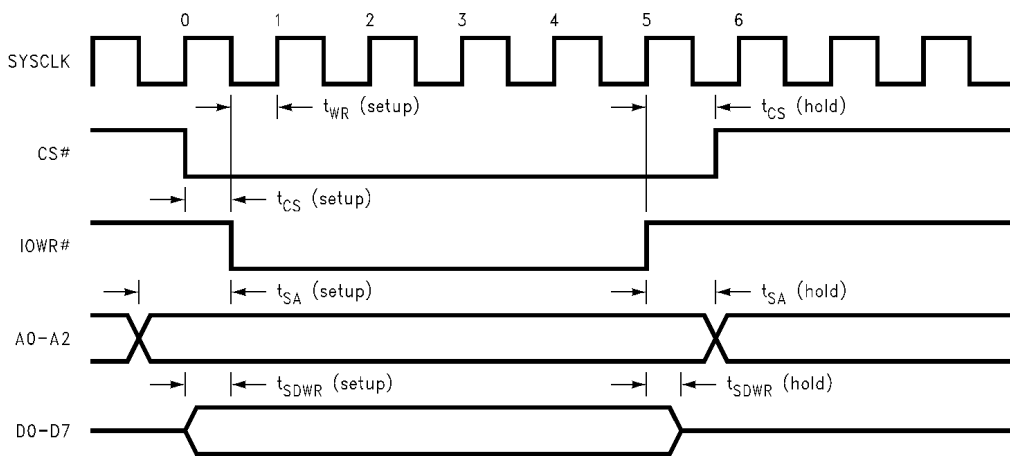 0 1 2 3 4 5 6
SYSCLK
t_WR (setup) t_CS (hold)
CS#
t_CS (setup)
IOWR#
t_SA (setup) t_SA (hold)
A0-A2
t_SDWR (setup) t_SDWR (hold)
D0-D7